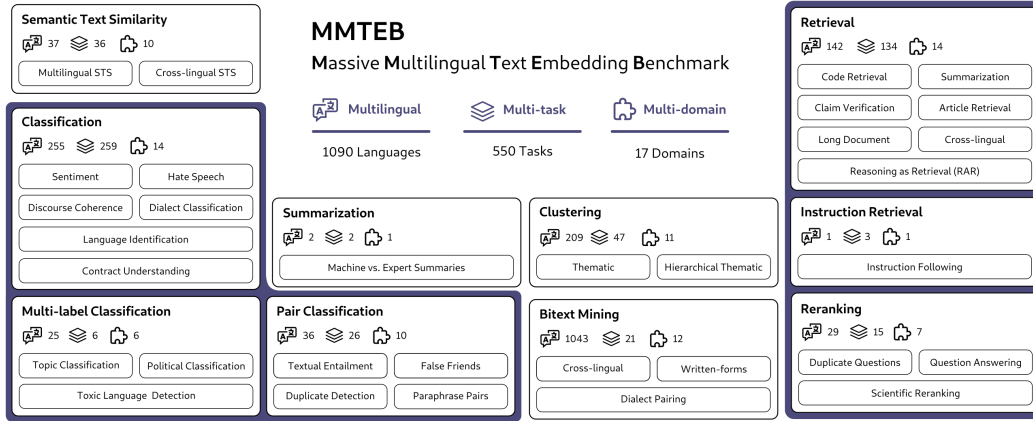 MMTEB
Massive Multilingual Text Embedding Benchmark
Multilingual Multi-task Multi-domain
1090 Languages 550 Tasks 17 Domains
Semantic Text Similarity
37 36 10
Multilingual STS Cross-lingual STS
Classification
255 259 14
Sentiment Hate Speech
Discourse Coherence Dialect Classification
Language Identification
Contract Understanding
Multi-label Classification
25 6 6
Topic Classification Political Classification
Toxic Language Detection
Summarization
2 2 1
Machine vs. Expert Summaries
Pair Classification
36 26 10
Textual Entailment False Friends
Duplicate Detection Paraphrase Pairs
Clustering
209 47 11
Thematic Hierarchical Thematic
Bitext Mining
1043 21 12
Cross-lingual Written-forms
Dialect Pairing
Retrieval
142 134 14
Code Retrieval Summarization
Claim Verification Article Retrieval
Long Document Cross-lingual
Reasoning as Retrieval (RAR)
Instruction Retrieval
1 3 1
Instruction Following
Reranking
29 15 7
Duplicate Questions Question Answering
Scientific Reranking